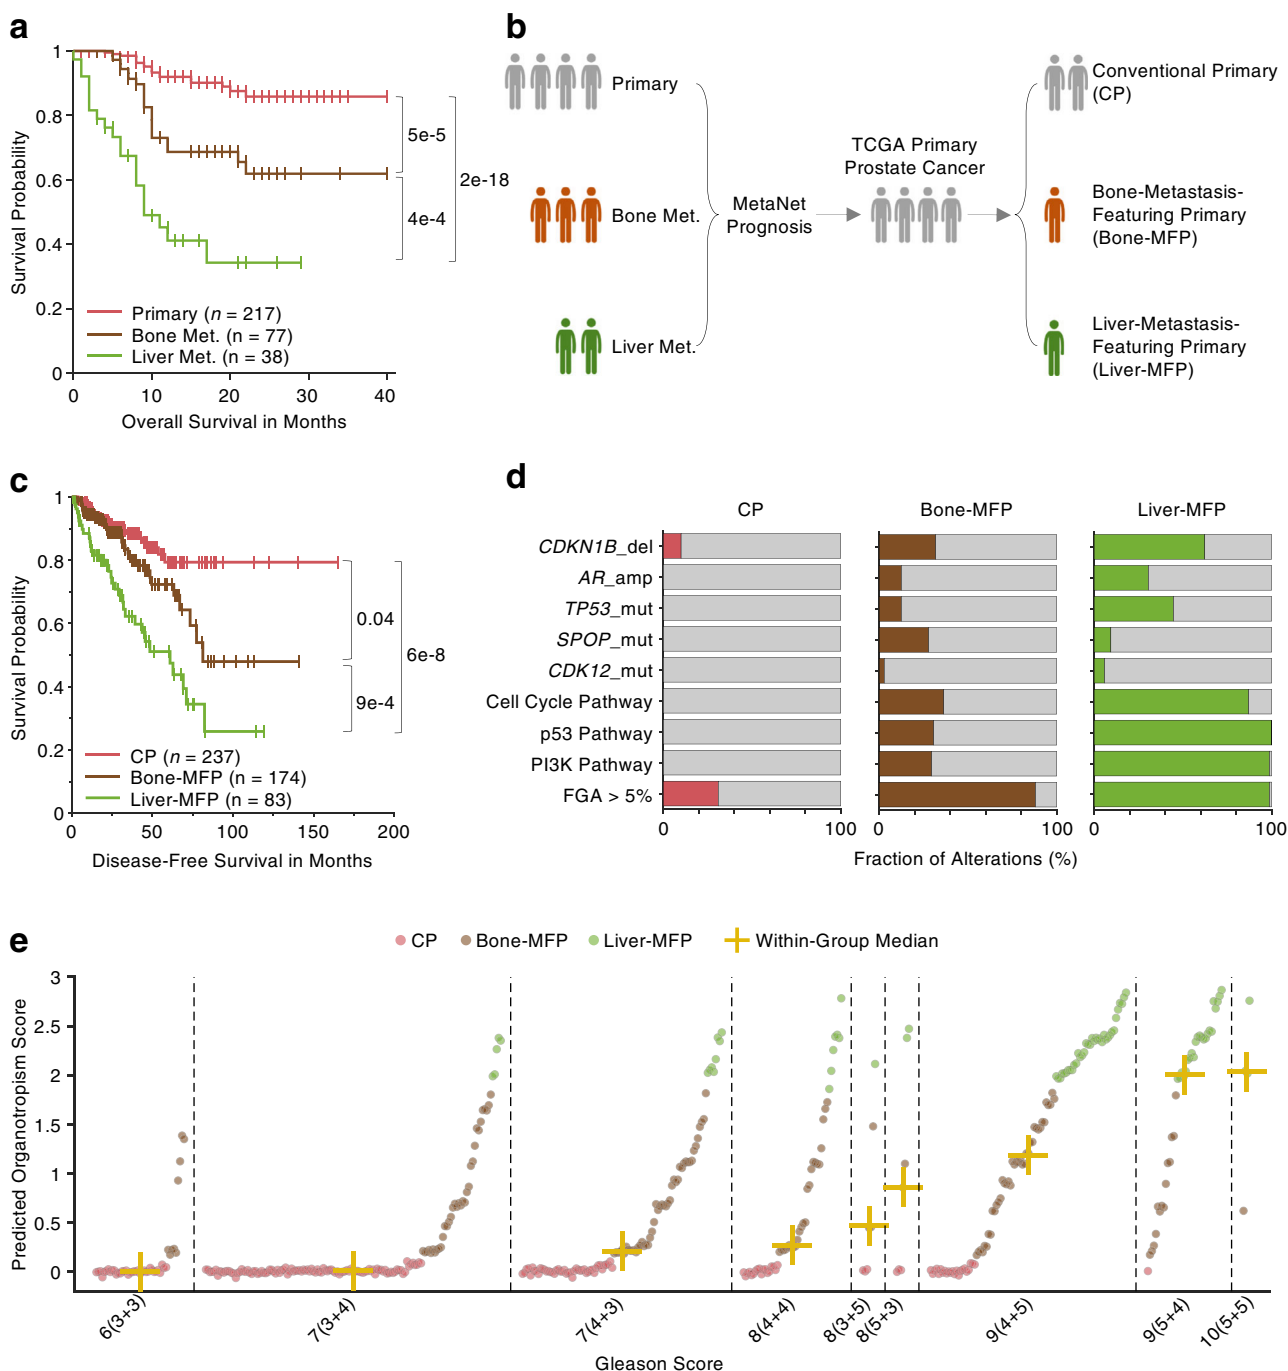 a
1
0.8
0.6
0.4
0.2
0
Survival Probability
5e-5
4e-4
2e-18
Primary (n = 217)
Bone Met. (n = 77)
Liver Met. (n = 38)
0 10 20 30 40
Overall Survival in Months
b
Primary
Bone Met.
Liver Met.
MetaNet
Prognosis
TCGA Primary
Prostate Cancer
Conventional Primary
(CP)
Bone-Metastasis-
Featuring Primary
(Bone-MFP)
Liver-Metastasis-
Featuring Primary
(Liver-MFP)
c
1
0.8
0.6
0.4
0.2
0
Survival Probability
0.04
9e-4
6e-8
CP (n = 237)
Bone-MFP (n = 174)
Liver-MFP (n = 83)
0 50 100 150 200
Disease-Free Survival in Months
d
CP Bone-MFP Liver-MFP
CDKN1B_del
AR_amp
TP53_mut
SPOP_mut
CDK12_mut
Cell Cycle Pathway
p53 Pathway
PI3K Pathway
FGA > 5%
0 100 0 100 0 100
Fraction of Alterations (%)
e
CP Bone-MFP Liver-MFP Within-Group Median
3
2.5
2
1.5
1
0.5
0
Predicted Organotropism Score
6(3+3) 7(3+4) 7(4+3) 8(4+4) 8(3+5) 8(5+3) 9(4+5) 9(5+4) 10(5+5)
Gleason Score